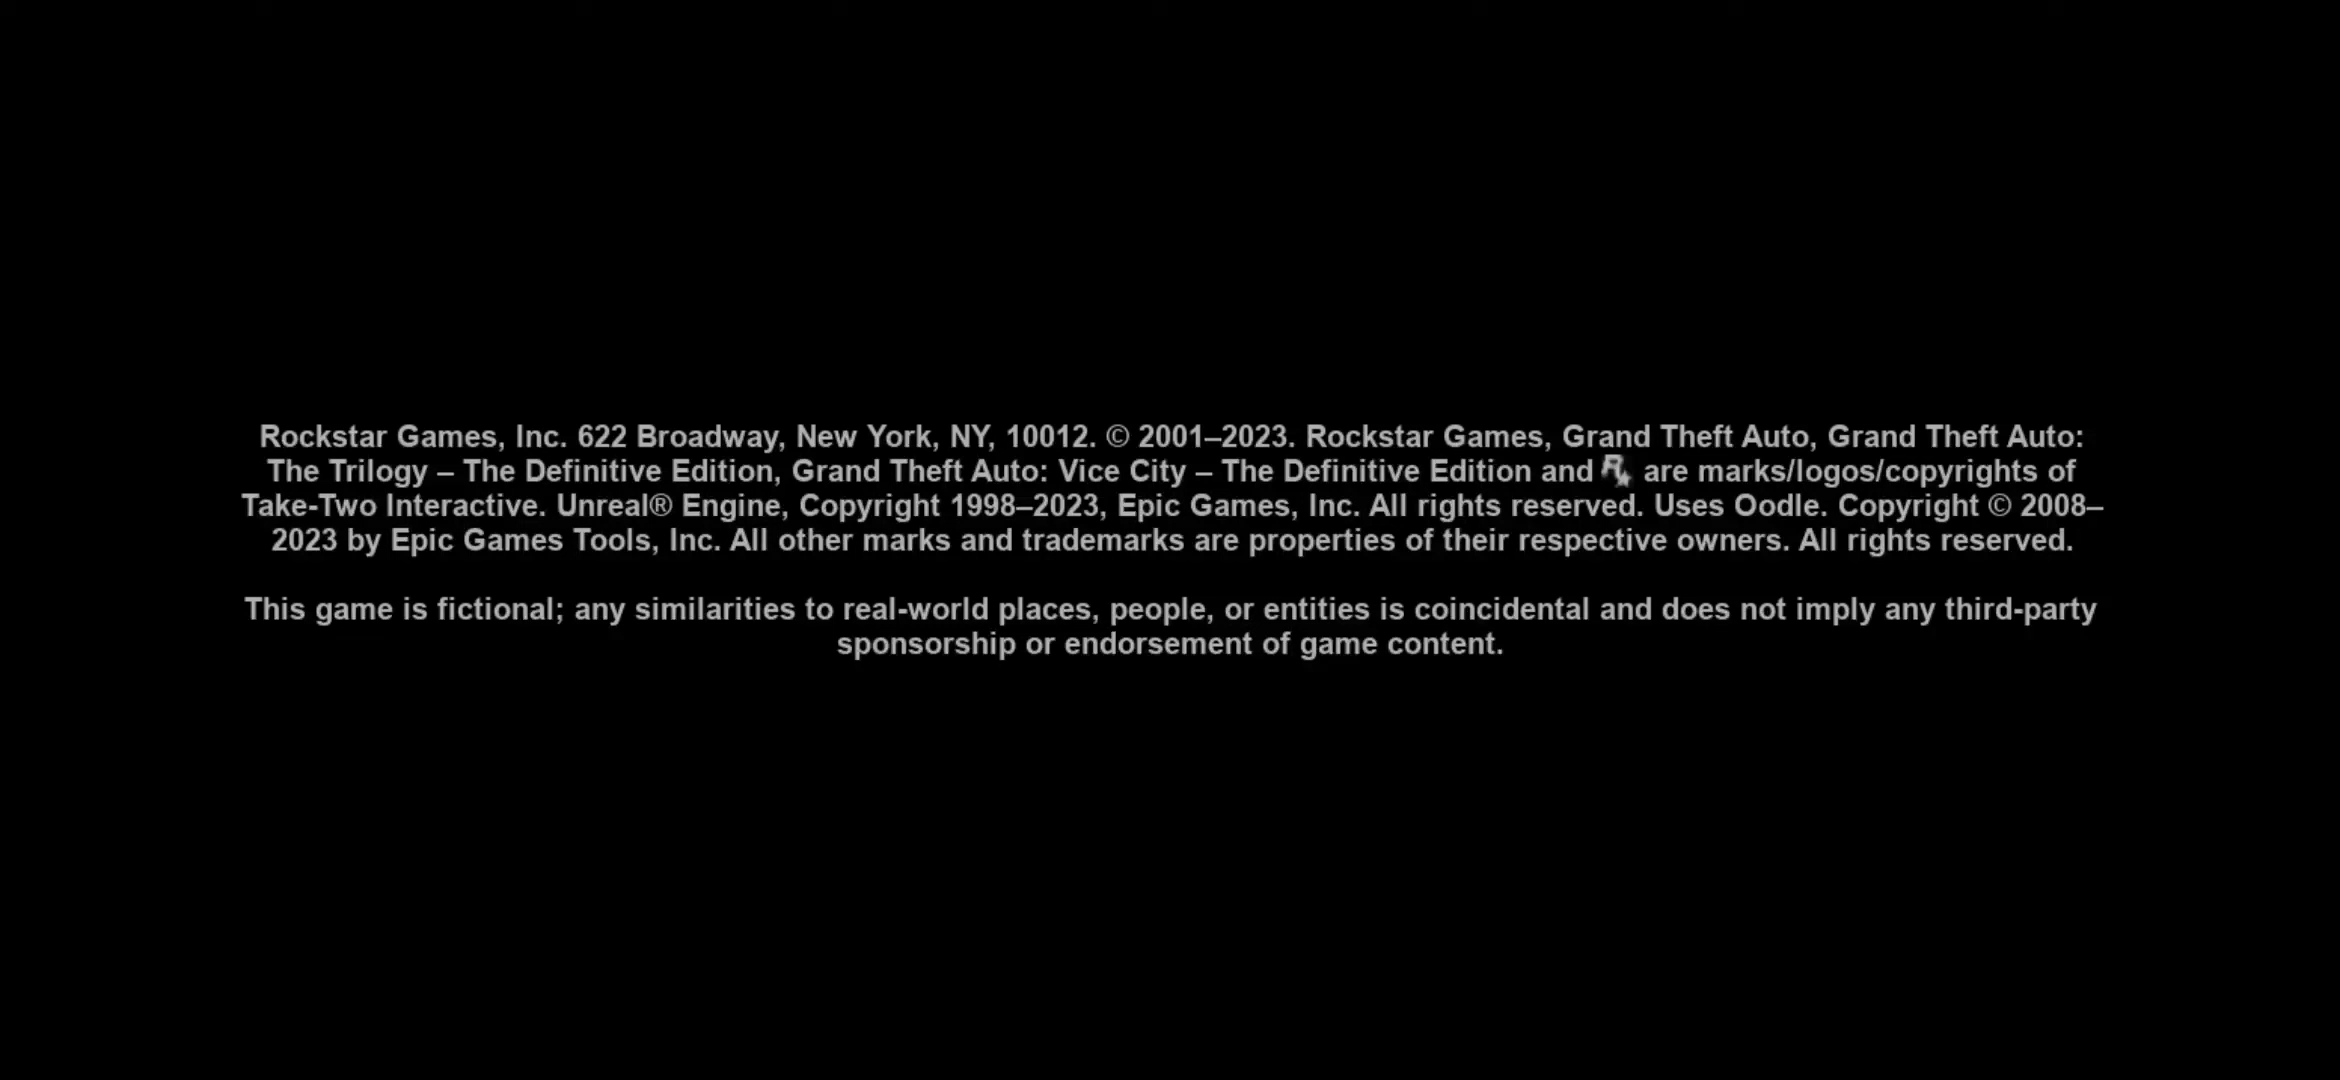 Rockstar Games, Inc. 622 Broadway, New York, NY, 10012. © 2001–2023. Rockstar Games, Grand Theft Auto, Grand Theft Auto:
The Trilogy – The Definitive Edition, Grand Theft Auto: Vice City – The Definitive Edition and R are marks/logos/copyrights of
Take-Two Interactive. Unreal® Engine, Copyright 1998–2023, Epic Games, Inc. All rights reserved. Uses Oodle. Copyright © 2008–
2023 by Epic Games Tools, Inc. All other marks and trademarks are properties of their respective owners. All rights reserved.
This game is fictional; any similarities to real-world places, people, or entities is coincidental and does not imply any third-party
sponsorship or endorsement of game content.